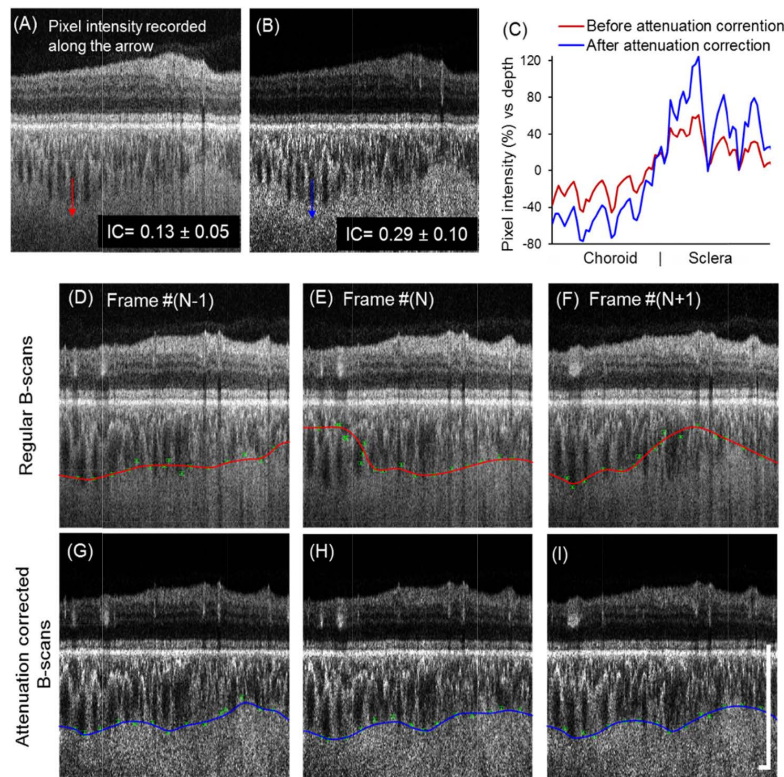 (A) Pixel intensity recorded
along the arrow
IC= 0.13 ± 0.05
(B)
IC= 0.29 ± 0.10
(C)
Before attenuation corrention
After attenuation correction
Pixel intensity (%) vs depth
120
80
40
0
-40
-80
Choroid | Sclera
Regular B-scans
(D) Frame #(N-1)
(E) Frame #(N)
(F) Frame #(N+1)
Attenuation corrected
B-scans
(G)
(H)
(I)